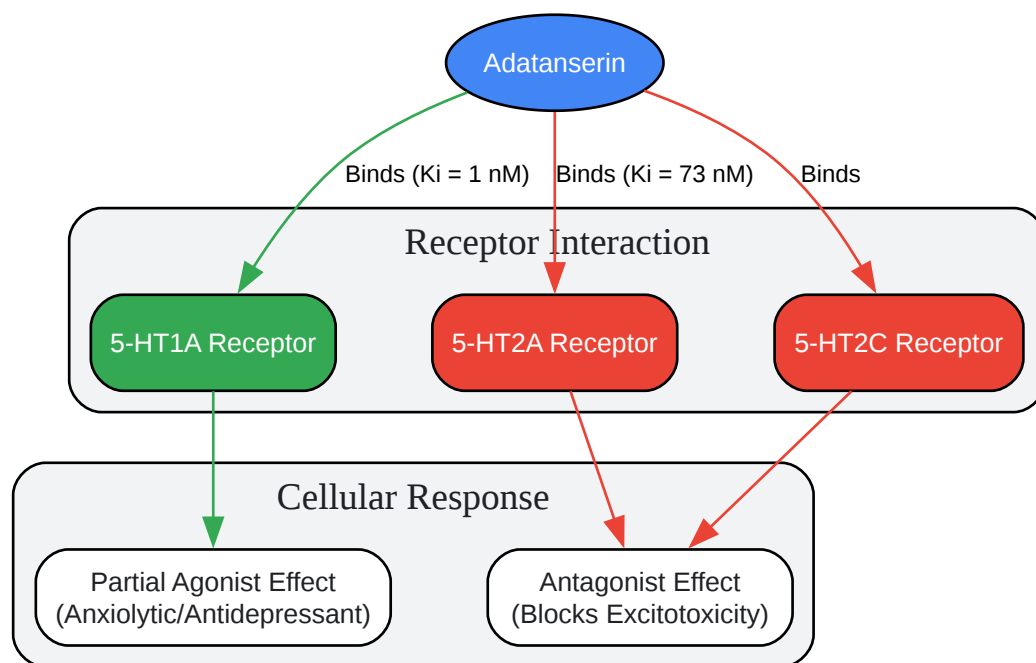 Adatanserin
Binds (Ki = 1 nM)
Binds (Ki = 73 nM)
Binds
Receptor Interaction
5-HT1A Receptor
5-HT2A Receptor
5-HT2C Receptor
Cellular Response
Partial Agonist Effect
(Anxiolytic/Antidepressant)
Antagonist Effect
(Blocks Excitotoxicity)